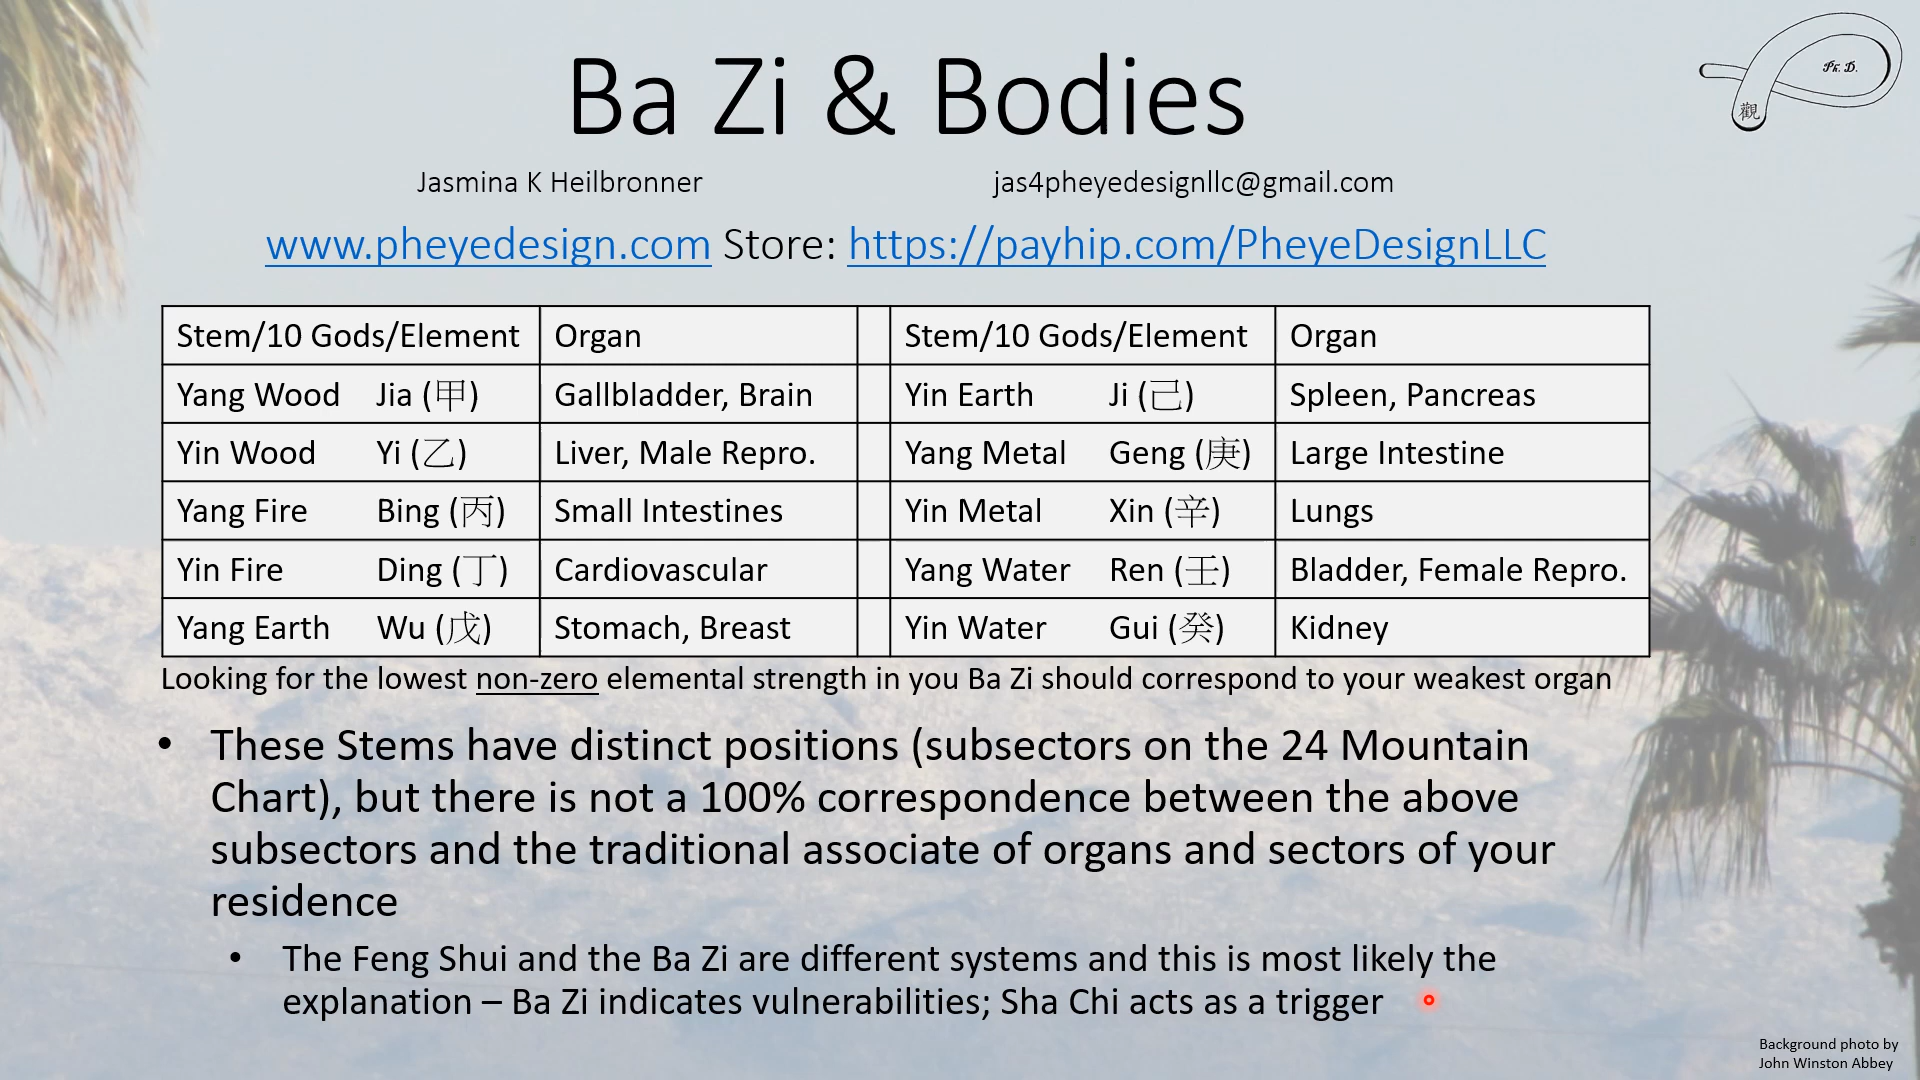 Ba Zi & Bodies
Ph. D.
觀
Jasmina K Heilbronner jas4pheyedesignllc@gmail.com
www.pheyedesign.com Store: https://payhip.com/PheyeDesignLLC
Stem/10 Gods/Element Organ Stem/10 Gods/Element Organ
Yang Wood Jia (甲) Gallbladder, Brain Yin Earth Ji (己) Spleen, Pancreas
Yin Wood Yi (乙) Liver, Male Repro. Yang Metal Geng (庚) Large Intestine
Yang Fire Bing (丙) Small Intestines Yin Metal Xin (辛) Lungs
Yin Fire Ding (丁) Cardiovascular Yang Water Ren (壬) Bladder, Female Repro.
Yang Earth Wu (戊) Stomach, Breast Yin Water Gui (癸) Kidney
Looking for the lowest non-zero elemental strength in you Ba Zi should correspond to your weakest organ
• These Stems have distinct positions (subsectors on the 24 Mountain
Chart), but there is not a 100% correspondence between the above
subsectors and the traditional associate of organs and sectors of your
residence
• The Feng Shui and the Ba Zi are different systems and this is most likely the
explanation – Ba Zi indicates vulnerabilities; Sha Chi acts as a trigger
Background photo by
John Winston Abbey